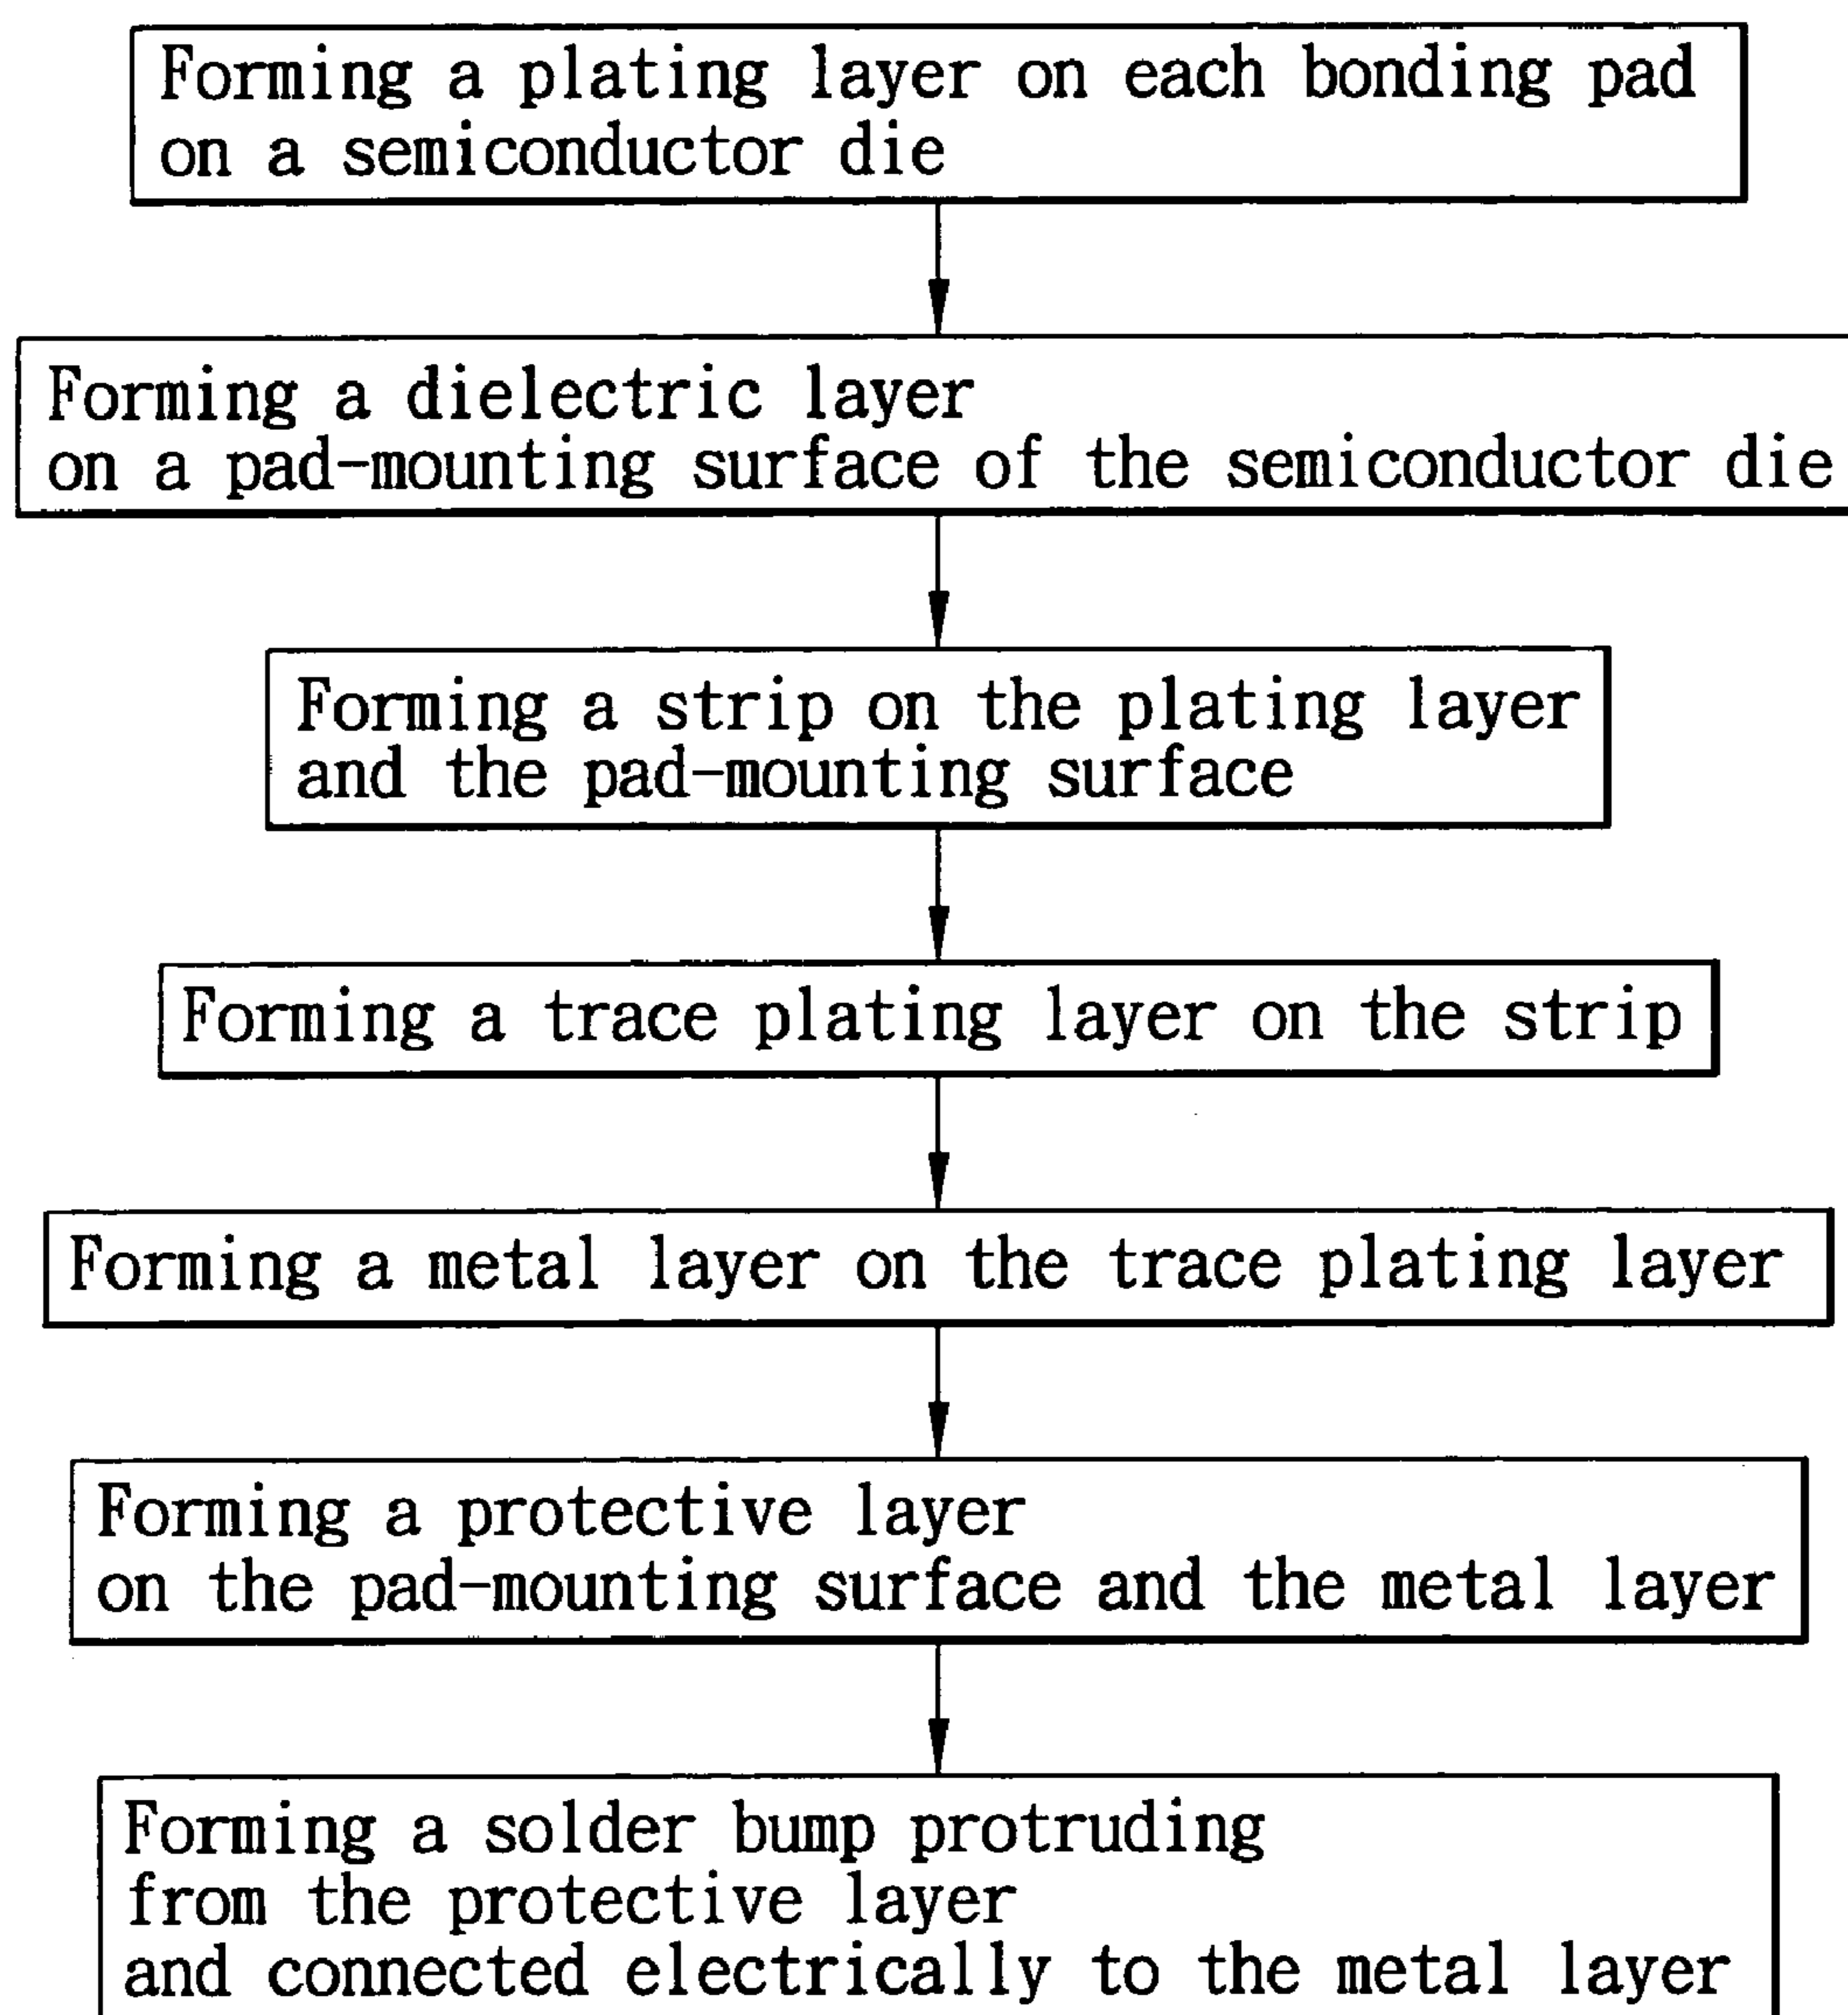 Forming a plating layer on each bonding pad
on a semiconductor die
Forming a dielectric layer
on a pad-mounting surface of the semiconductor die
Forming a strip on the plating layer
and the pad-mounting surface
Forming a trace plating layer on the strip
Forming a metal layer on the trace plating layer
Forming a protective layer
on the pad-mounting surface and the metal layer
Forming a solder bump protruding
from the protective layer
and connected electrically to the metal layer